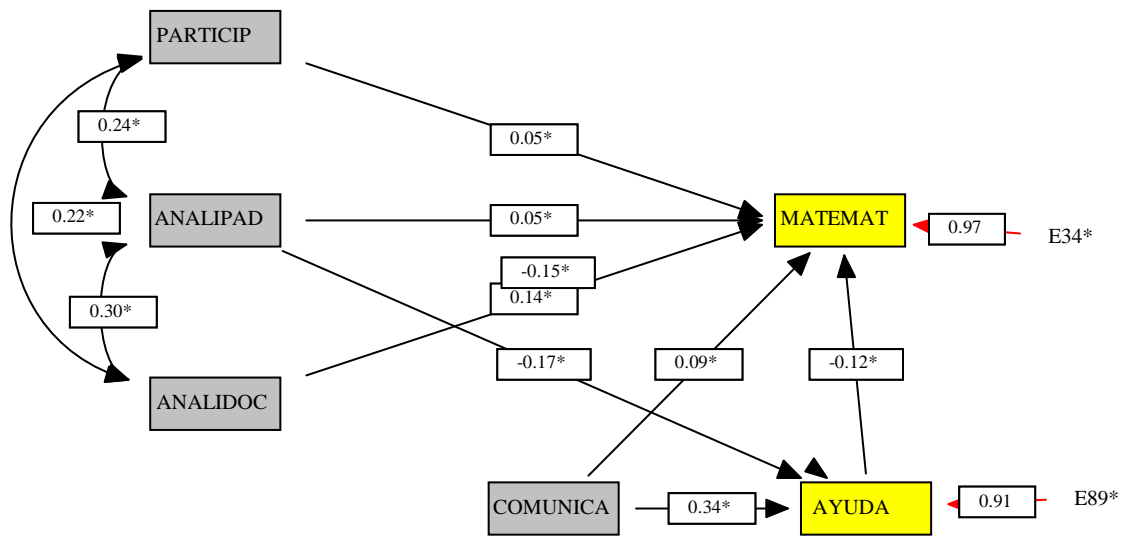 PARTICIP
0.24*
0.05*
0.22*
ANALIPAD
0.05*
MATEMAT
0.97
E34*
-0.15*
0.14*
0.30*
-0.17*
0.09*
-0.12*
ANALIDOC
COMUNICA
0.34*
AYUDA
0.91
E89*